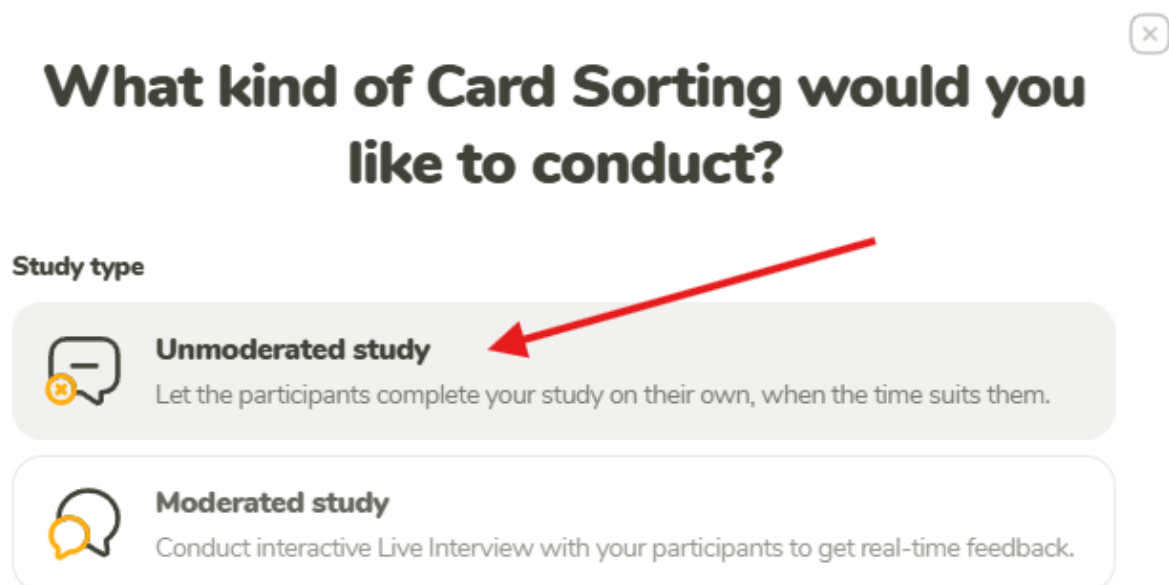 What kind of Card Sorting would you
like to conduct?
Study type
Unmoderated study
Let the participants complete your study on their own, when the time suits them.
Moderated study
Conduct interactive Live Interview with your participants to get real-time feedback.